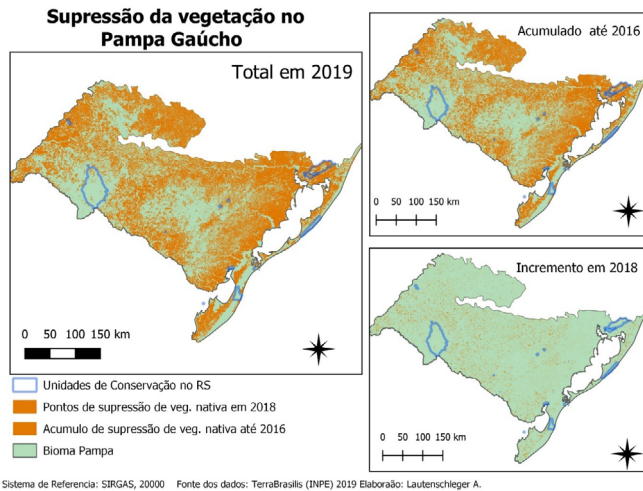 Supressão da vegetação no
Pampa Gaúcho
Total em 2019
0 50 100 150 km
Acumulado até 2016
0 50 100 150 km
Incremento em 2018
0 50 100 150 km
Unidades de Conservação no RS
Pontos de supressão de veg. nativa em 2018
Acumulo de supressão de veg. nativa até 2016
Bioma Pampa
Sistema de Referencia: SIRGAS, 20000 Fonte dos dados: TerraBrasilis (INPE) 2019 Elaboraão: Lautenschleger A.